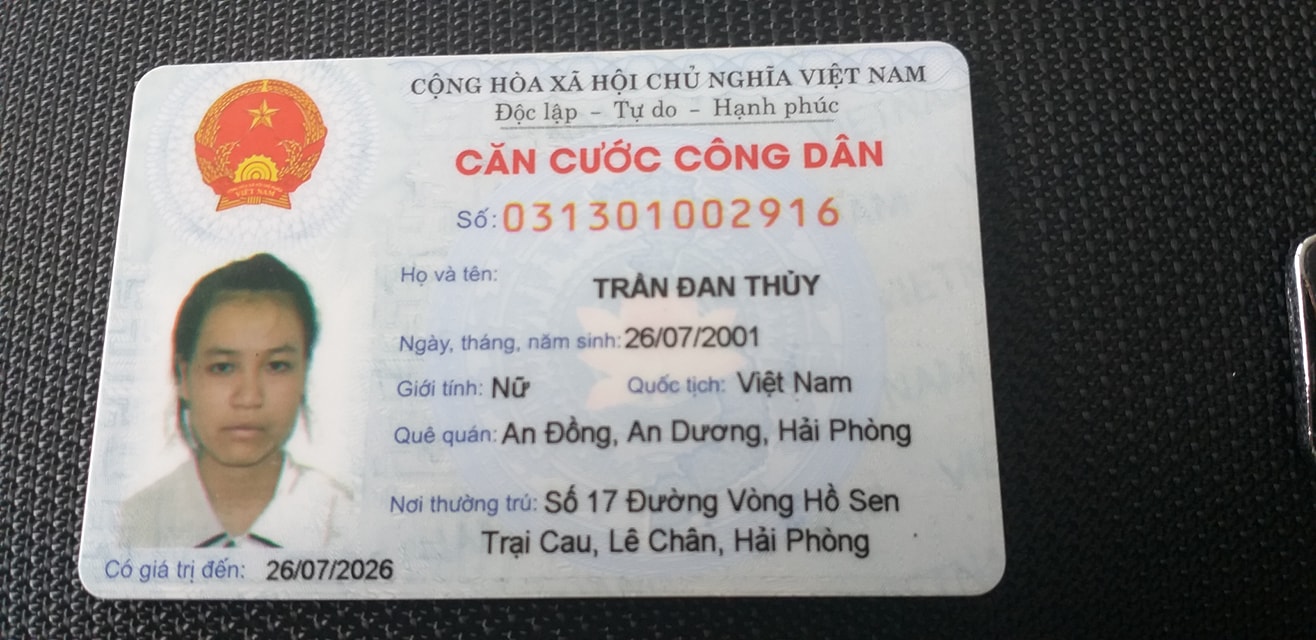 CỘNG HÒA XÃ HỘI CHỦ NGHĨA VIỆT NAM
Độc lập - Tự do - Hạnh phúc
CĂN CƯỚC CÔNG DÂN
Số: 031301002916
Họ và tên: TRẦN ĐAN THỦY
Ngày, tháng, năm sinh: 26/07/2001
Giới tính: Nữ Quốc tịch: Việt Nam
Quê quán: An Đồng, An Dương, Hải Phòng
Nơi thường trú: Số 17 Đường Vòng Hồ Sen
Trại Cau, Lê Chân, Hải Phòng
Có giá trị đến: 26/07/2026
VIỆT NAM